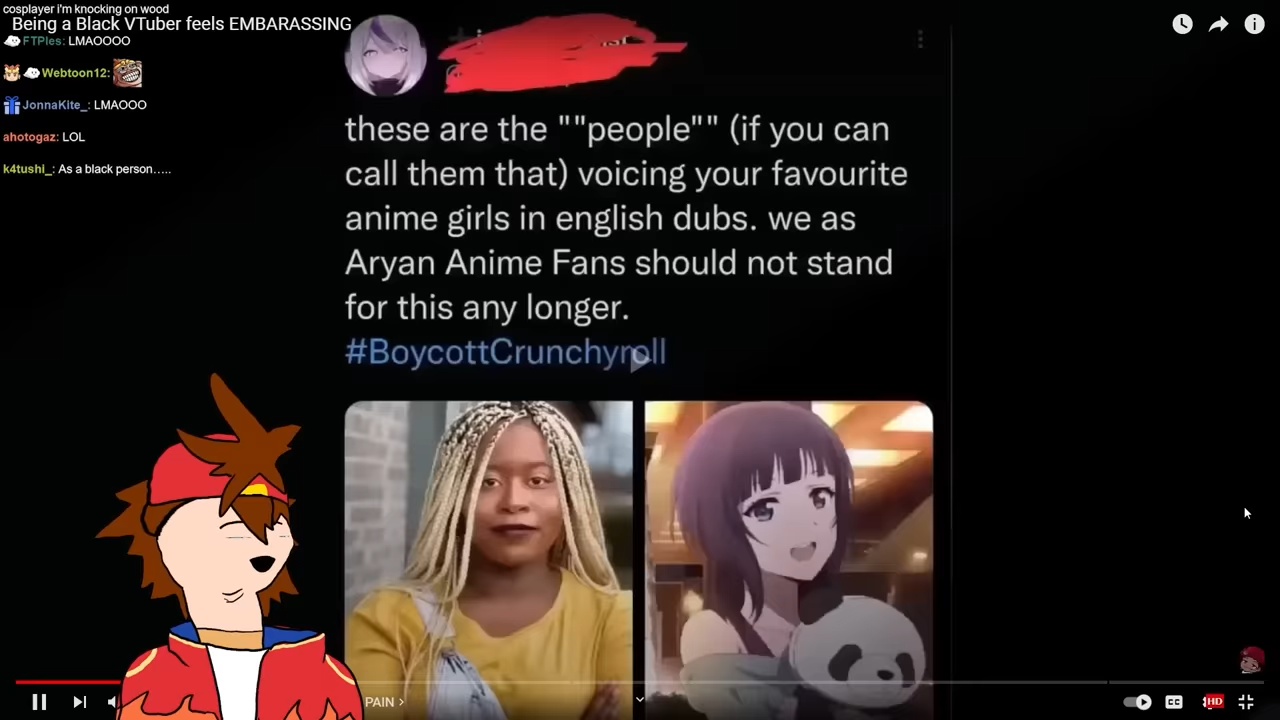 cosplayer i'm knocking on wood
Being a Black VTuber feels EMBARASSING
FTPles: LMAOOOO
Webtoon12:
JonnaKite_: LMAOOO
ahotogaz: LOL
k4tushi_: As a black person.....
these are the ""people"" (if you can
call them that) voicing your favourite
anime girls in english dubs. we as
Aryan Anime Fans should not stand
for this any longer.
#BoycottCrunchyroll
PAIN >
CC
HD